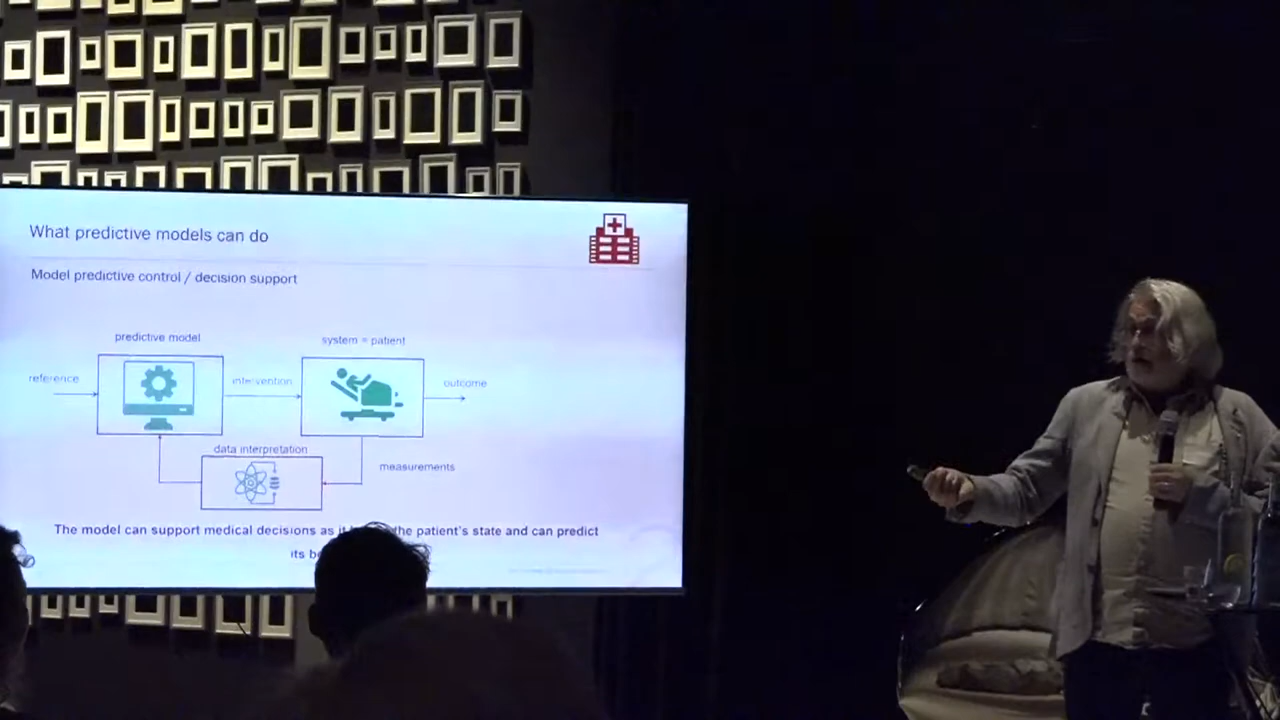 What predictive models can do
Model predictive control / decision support
predictive model
system = patient
reference
intervention
outcome
data interpretation
measurements
The model can support medical decisions as it the patient's state and can predict
its